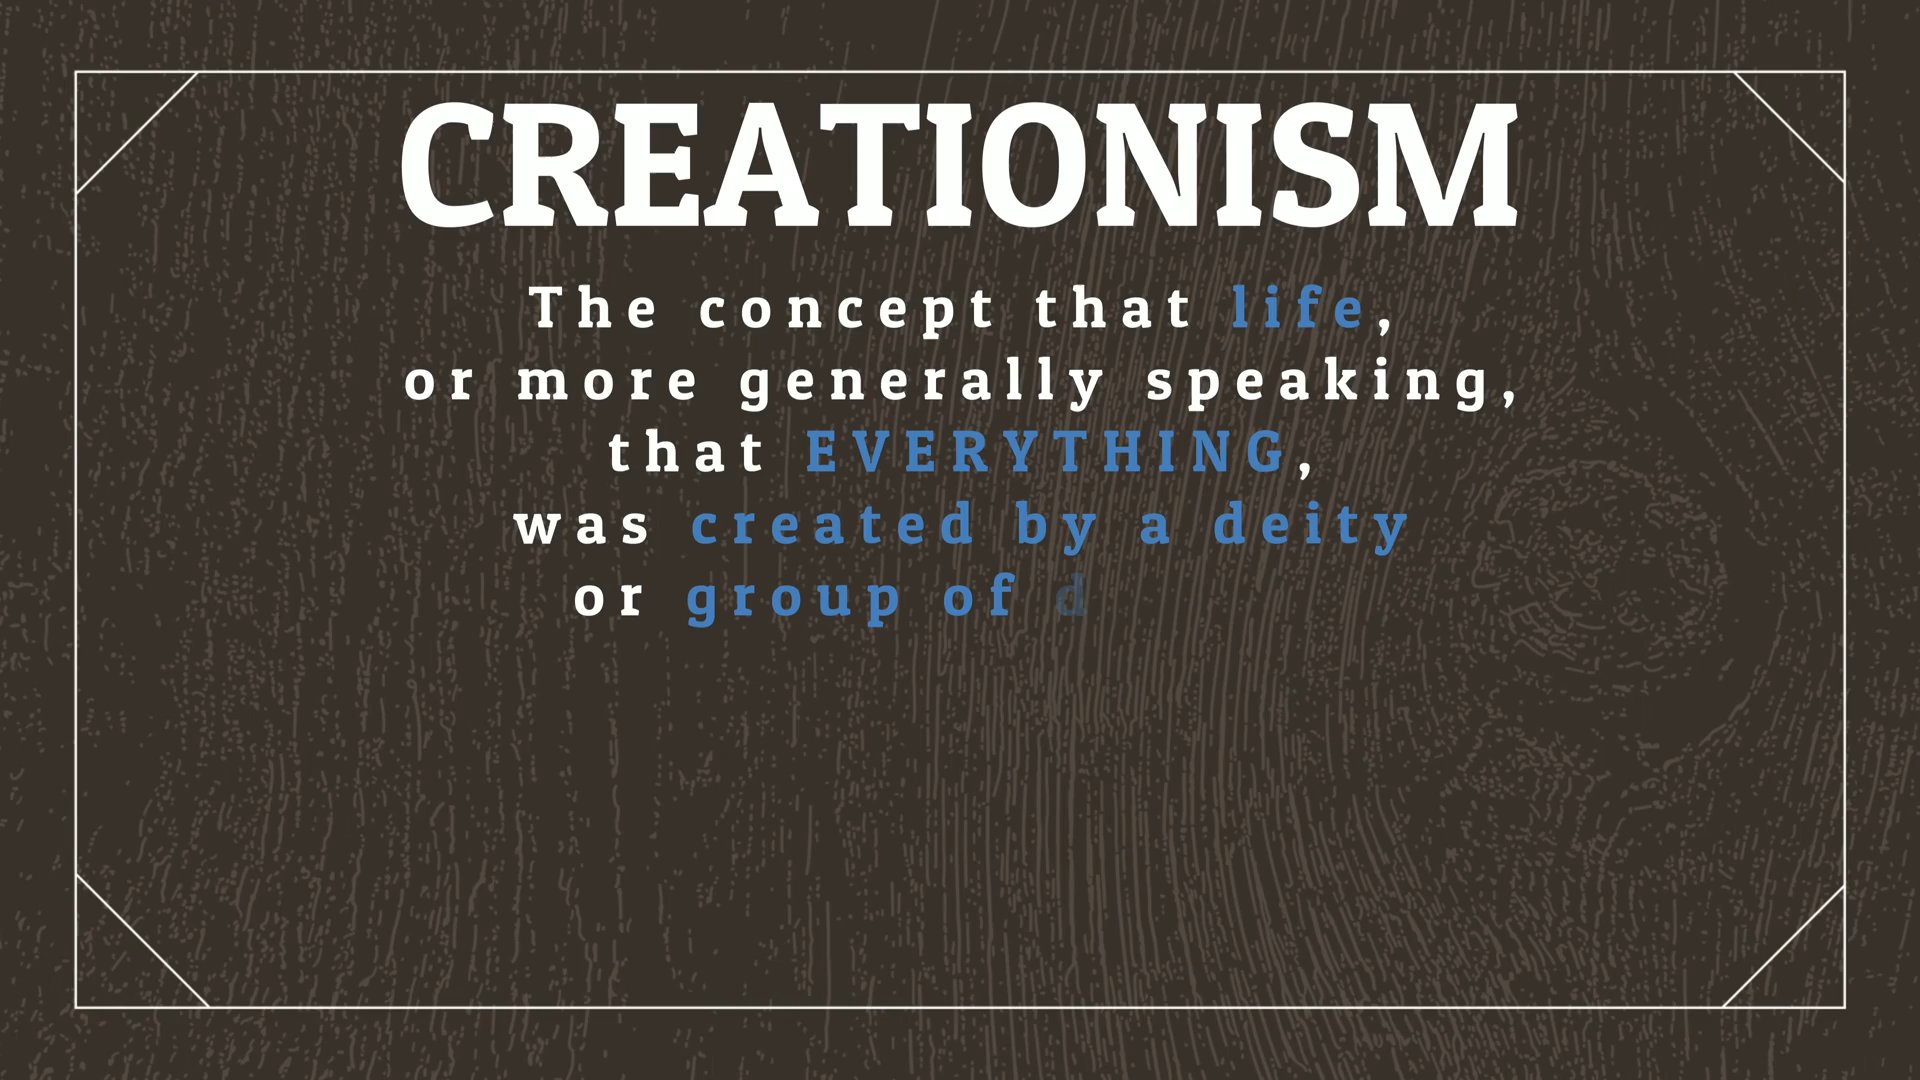 CREATIONISM
The concept that life,
or more generally speaking,
that EVERYTHING,
was created by a deity
or group of d